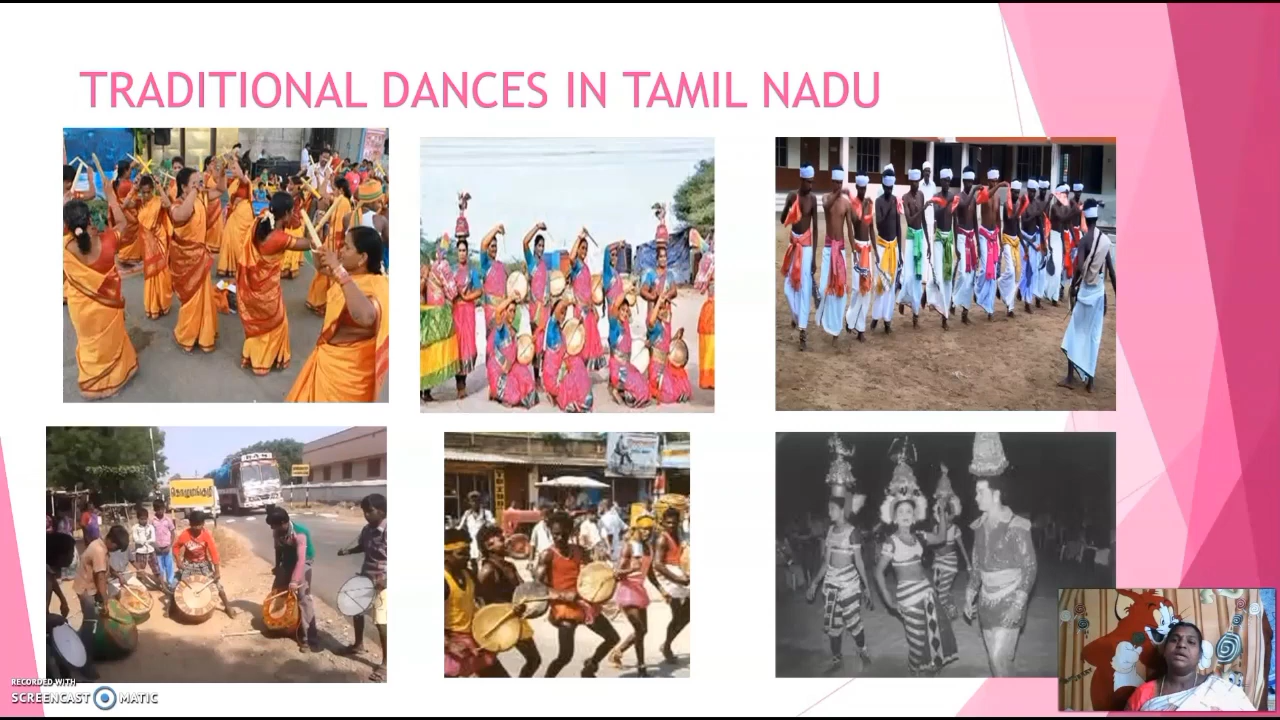 TRADITIONAL DANCES IN TAMIL NADU
RECORDED WITH
SCREENCAST MATIC